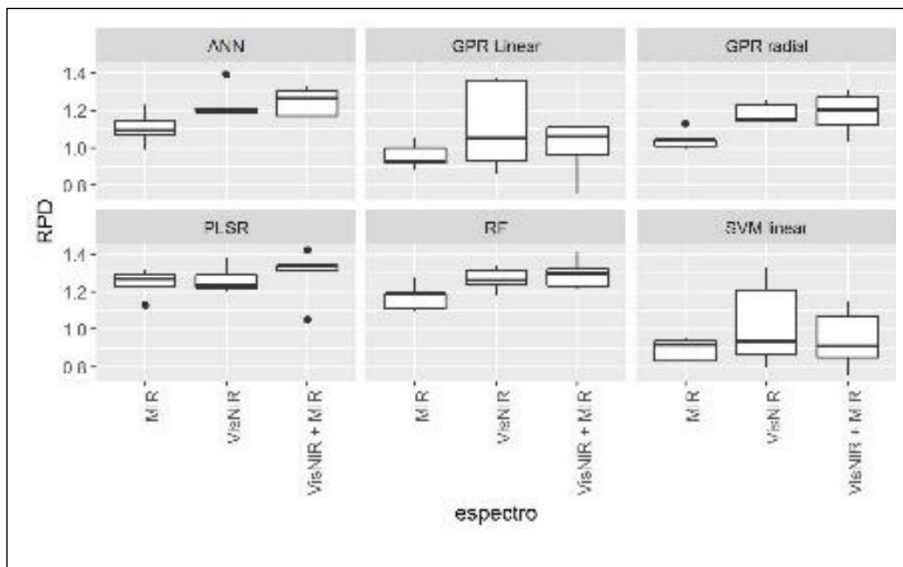 ANN GPR Linear GPR radial
1.4
1.2
1.0
0.8
RPD
PLSR RF SVM linear
1.4
1.2
1.0
0.8
MIR VisNIR VisNIR + MIR MIR VisNIR VisNIR + MIR MIR VisNIR VisNIR + MIR
espectro